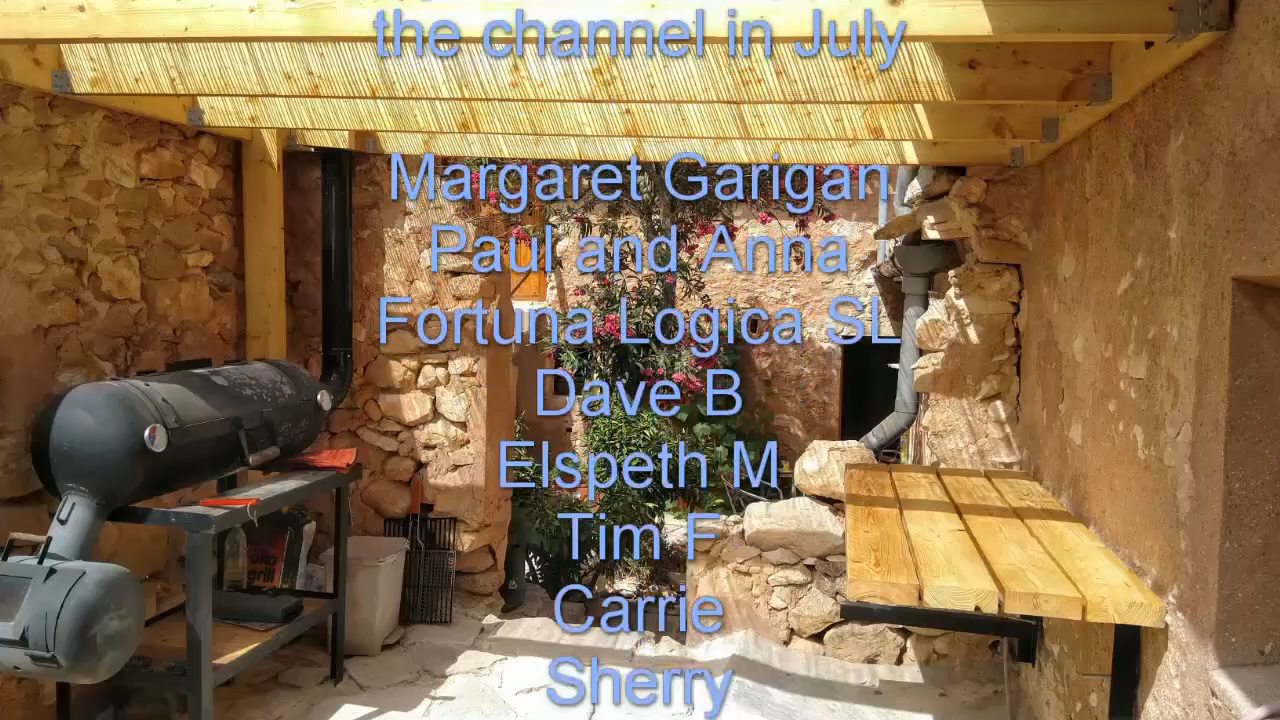 the channel in July
Margaret Garigan
Paul and Anna
Fortuna Logica SL
Dave B
Elspeth M
Tim F
Carrie
Sherry